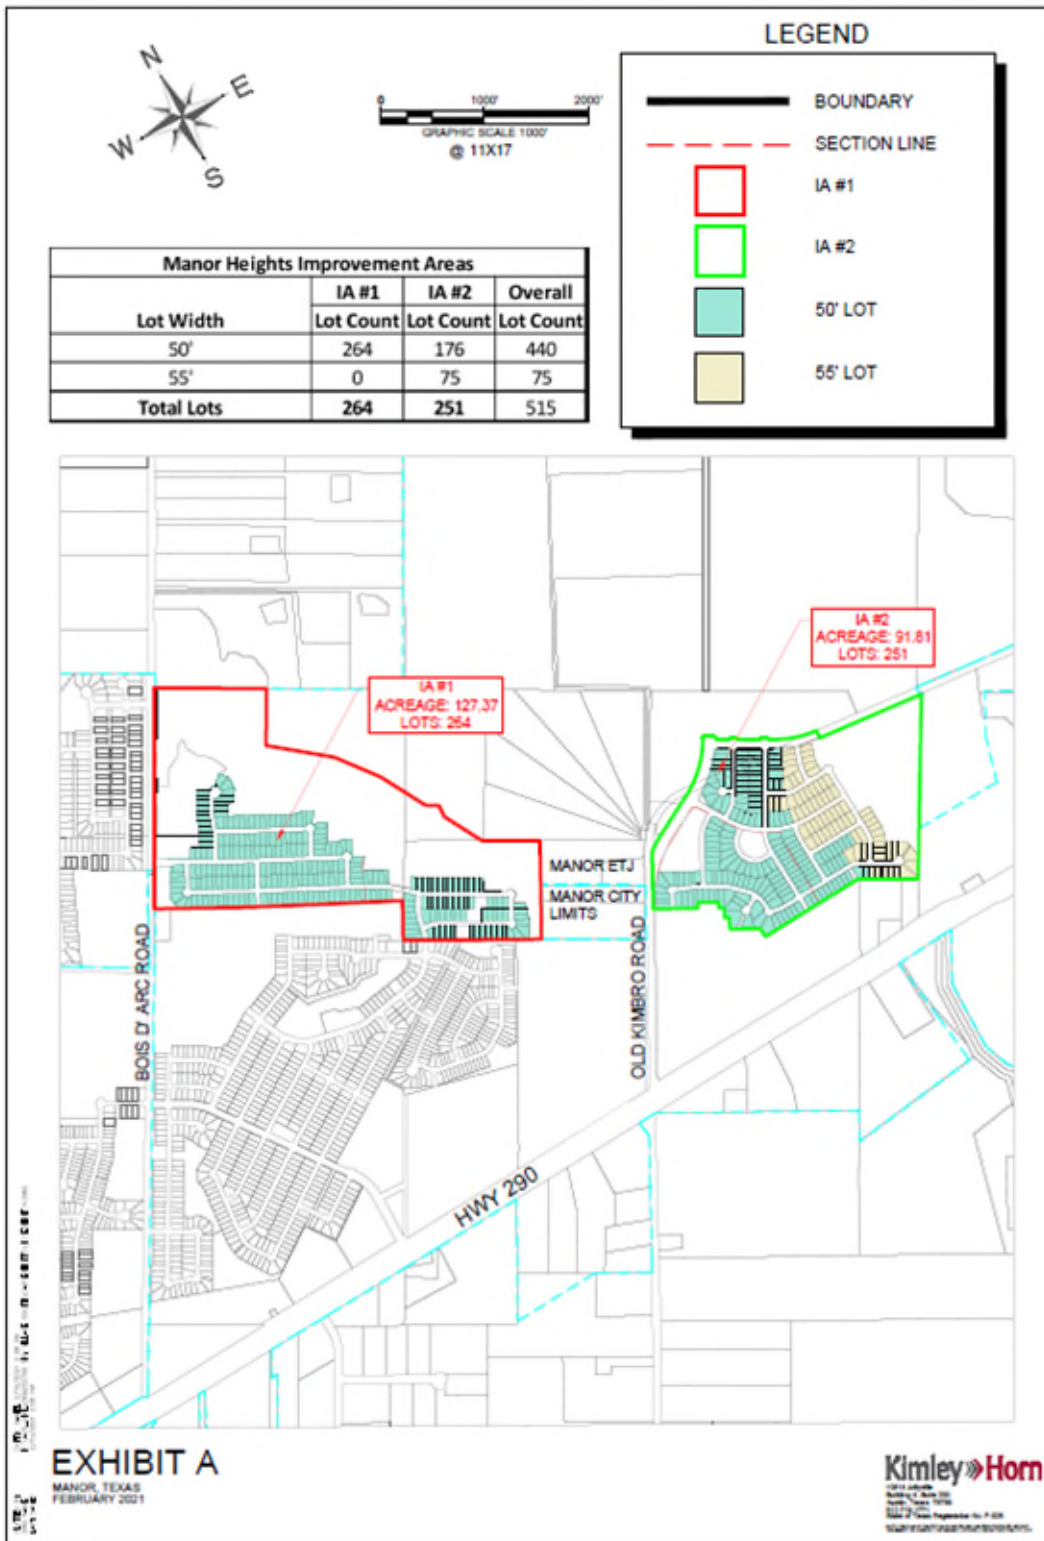 LEGEND
BOUNDARY
SECTION LINE
IA #1
IA #2
50' LOT
55' LOT
N
E
W
S
0 1000' 2000'
GRAPHIC SCALE 1000'
@ 11X17
Manor Heights Improvement Areas
IA #1 IA #2 Overall
Lot Width Lot Count Lot Count Lot Count
50' 264 176 440
55' 0 75 75
Total Lots 264 251 515
IA #2
ACREAGE: 91.81
LOTS: 251
IA #1
ACREAGE: 127.37
LOTS: 264
MANOR ETJ
MANOR CITY
LIMITS
BOIS D' ARC ROAD
OLD KIMBRO ROAD
HWY 290
EXHIBIT A
MANOR, TEXAS
FEBRUARY 2021
Kimley»Horn